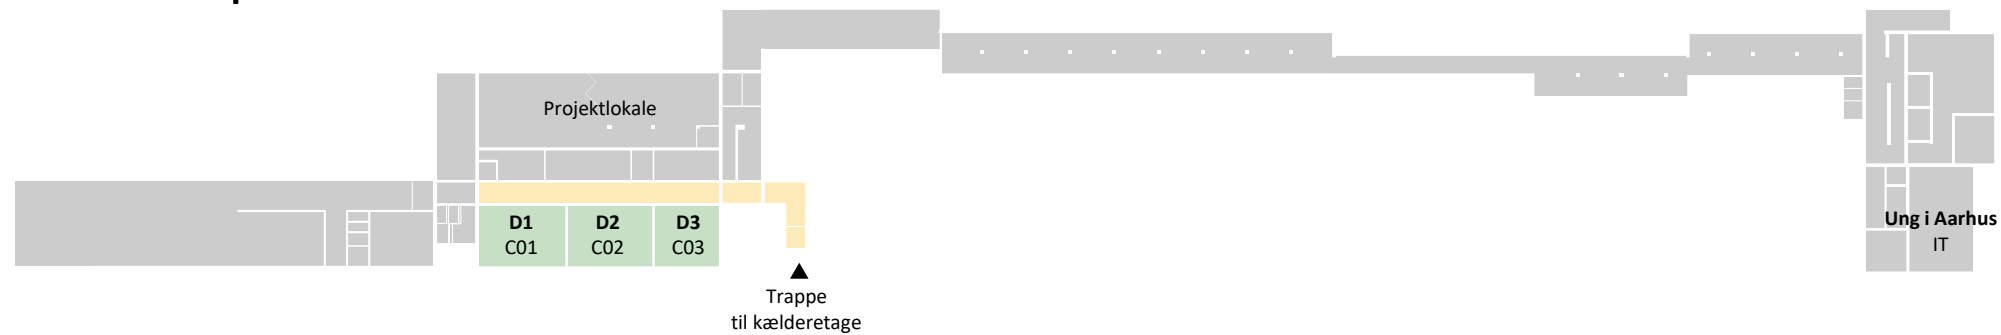 Projektlokale
D1
C01
D2
C02
D3
C03
Ung i Aarhus
IT
Trappe
til kælderetage